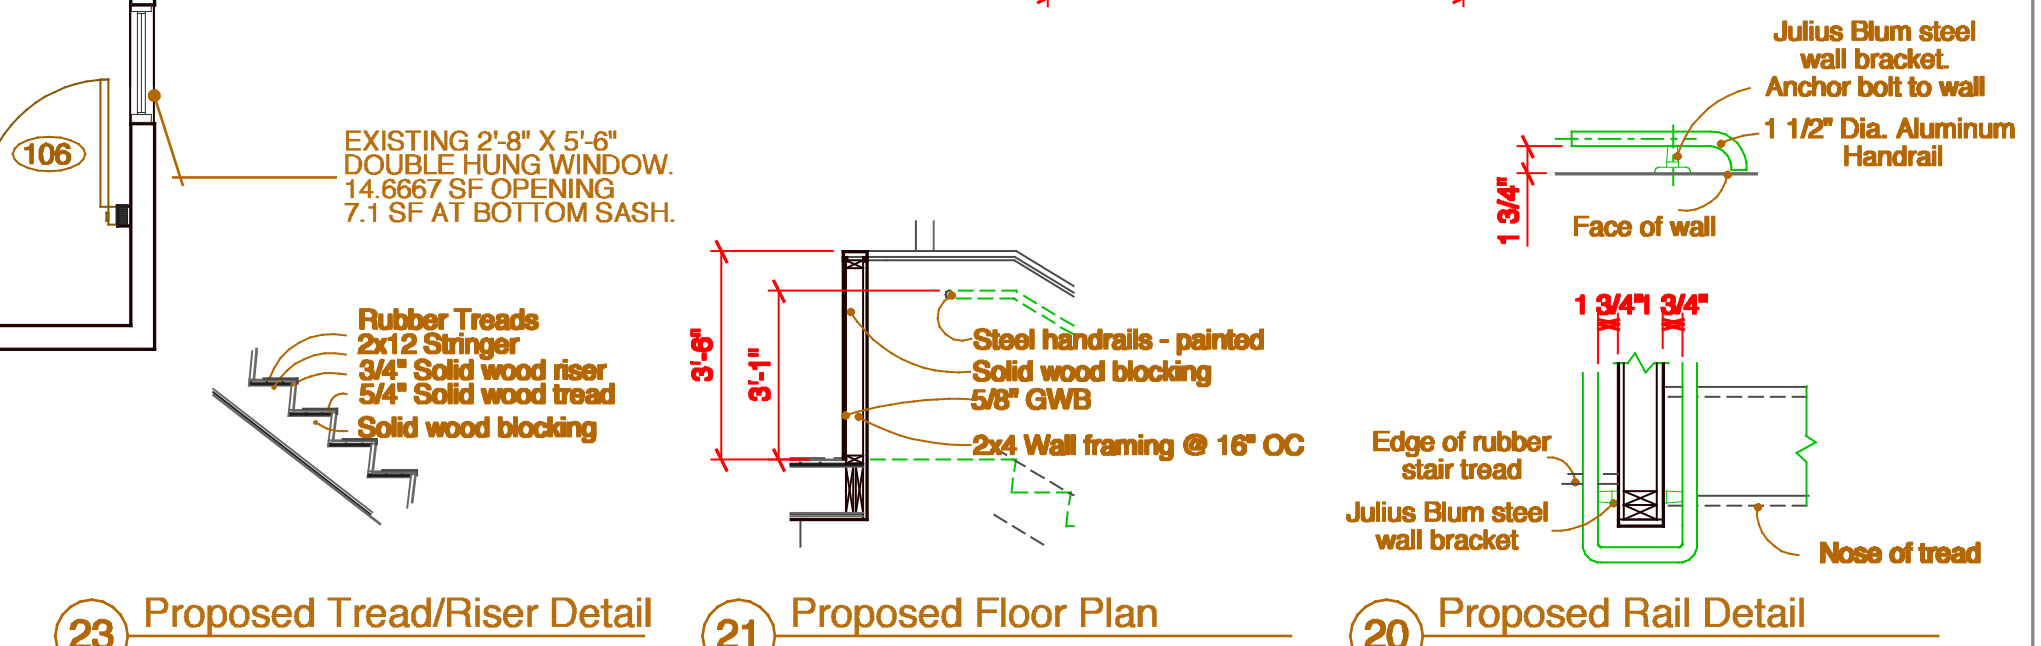 106
EXISTING 2'-8" X 5'-6"
DOUBLE HUNG WINDOW.
14.6667 SF OPENING
7.1 SF AT BOTTOM SASH.
Rubber Treads
2x12 Stringer
3/4" Solid wood riser
5/4" Solid wood tread
Solid wood blocking
23
Proposed Tread/Riser Detail
3'-6"
3'-1"
Steel handrails - painted
Solid wood blocking
5/8" GWB
2x4 Wall framing @ 16" OC
21
Proposed Floor Plan
Julius Blum steel
wall bracket.
Anchor bolt to wall
1 1/2" Dia. Aluminum
Handrail
1 3/4"
Face of wall
1 3/4"
1 3/4"
Edge of rubber
stair tread
Julius Blum steel
wall bracket
Nose of tread
20
Proposed Rail Detail